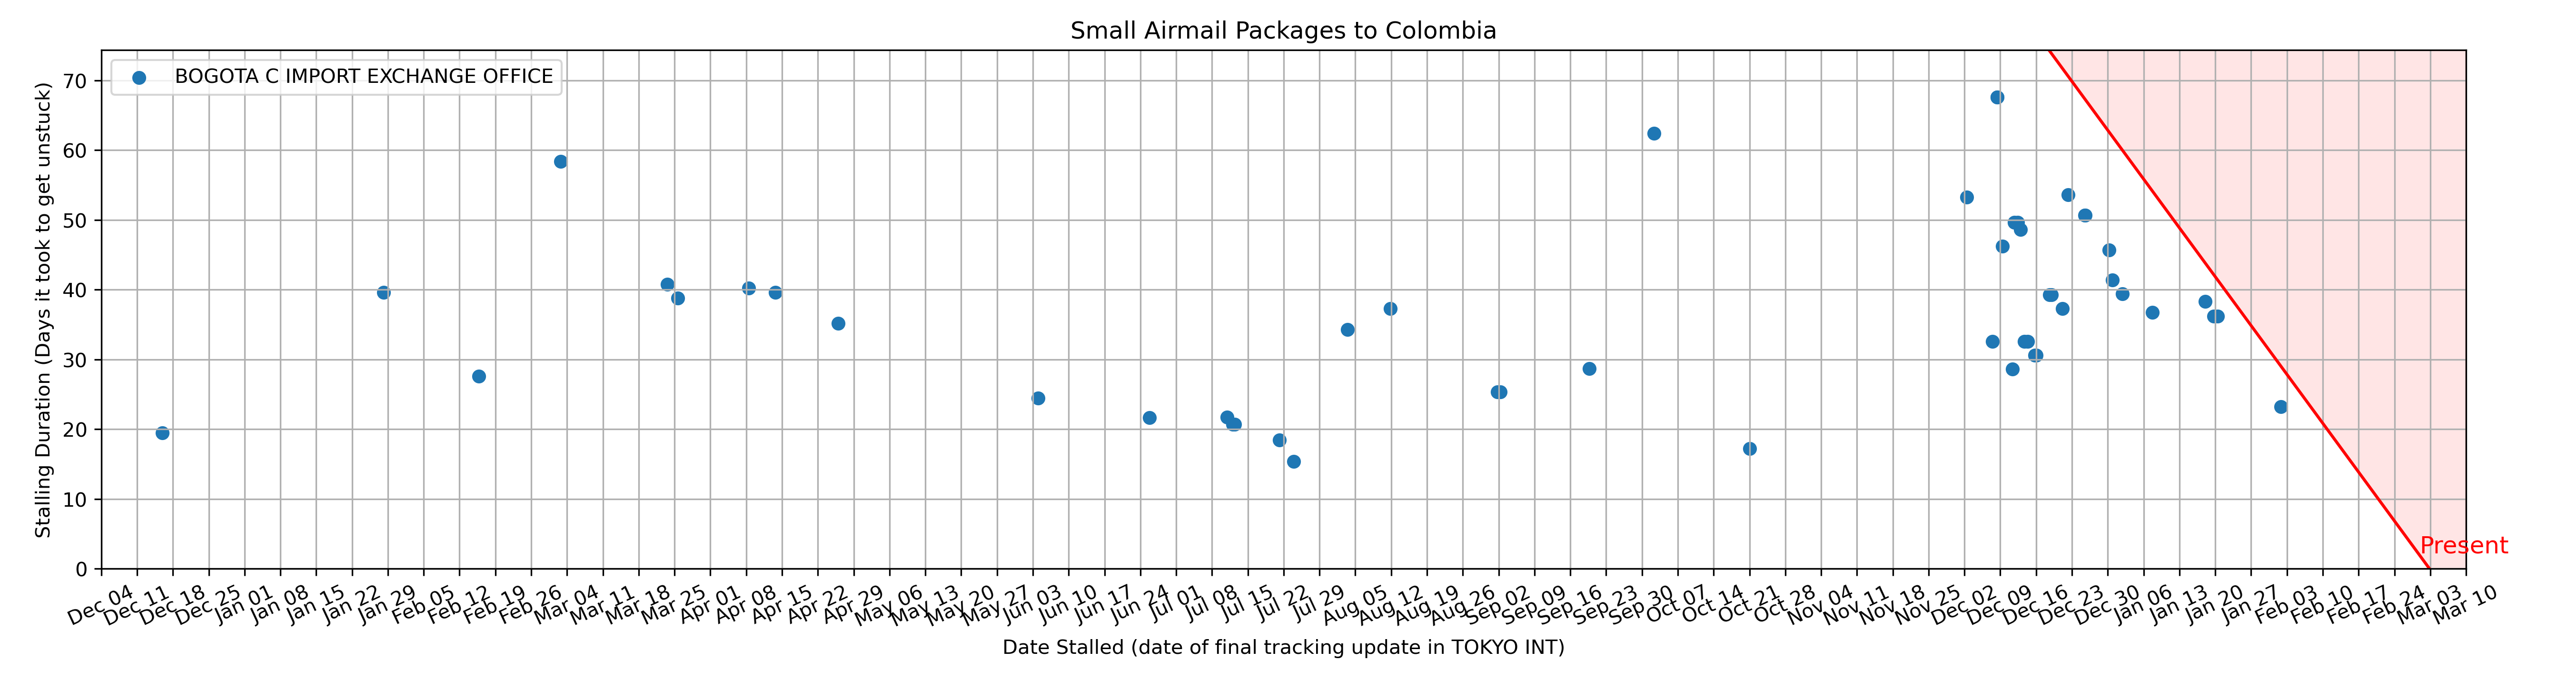 Small Airmail Packages to Colombia
BOGOTA C IMPORT EXCHANGE OFFICE
Stalling Duration (Days it took to get unstuck)
70
60
50
40
30
20
10
0
Present
Dec 04 Dec 11 Dec 18 Dec 25 Jan 01 Jan 08 Jan 15 Jan 22 Jan 29 Feb 05 Feb 12 Feb 19 Feb 26 Mar 04 Mar 11 Mar 18 Mar 25 Apr 01 Apr 08 Apr 15 Apr 22 Apr 29 May 06 May 13 May 20 May 27 Jun 03 Jun 10 Jun 17 Jun 24 Jul 01 Jul 08 Jul 15 Jul 22 Jul 29 Aug 05 Aug 12 Aug 19 Aug 26 Sep 02 Sep 09 Sep 16 Sep 23 Sep 30 Oct 07 Oct 14 Oct 21 Oct 28 Nov 04 Nov 11 Nov 18 Nov 25 Dec 02 Dec 09 Dec 16 Dec 23 Dec 30 Jan 06 Jan 13 Jan 20 Jan 27 Feb 03 Feb 10 Feb 17 Feb 24 Mar 03 Mar 10
Date Stalled (date of final tracking update in TOKYO INT)